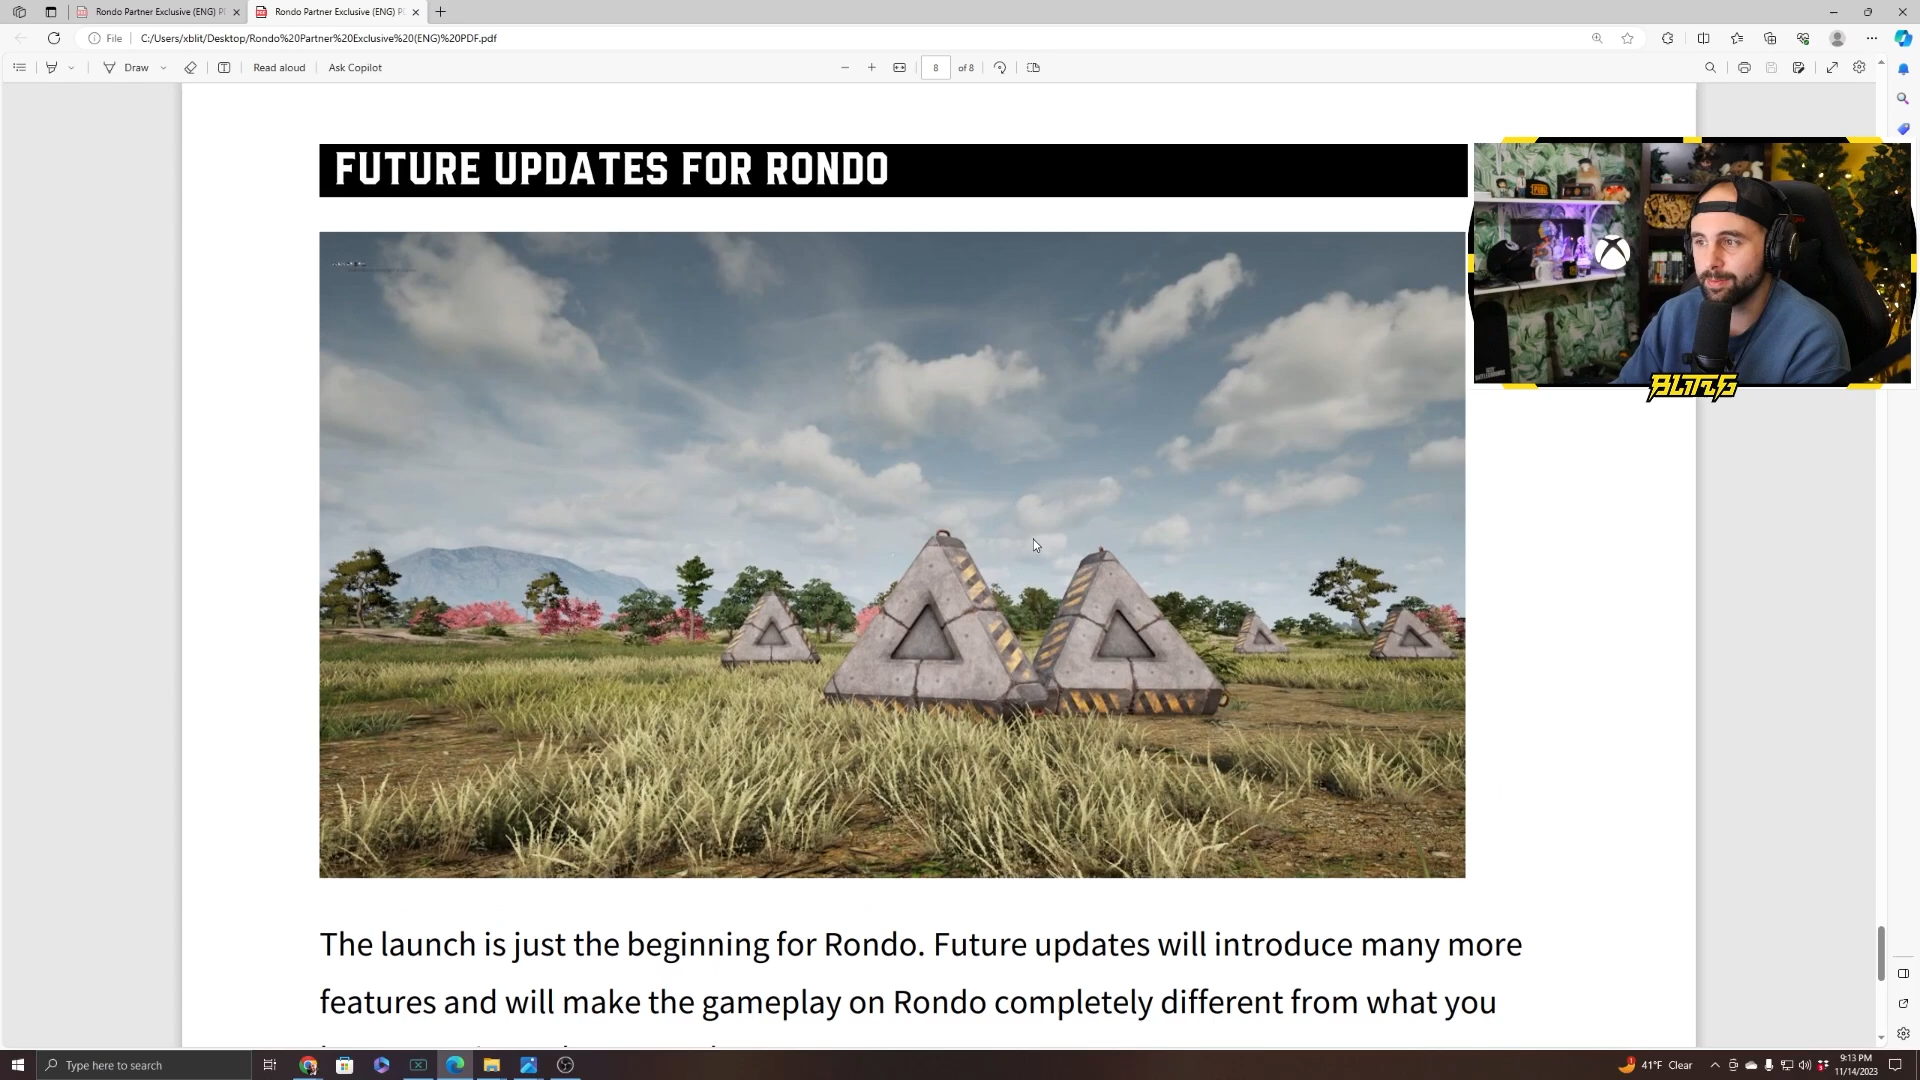 Rondo Partner Exclusive (ENG) P
Rondo Partner Exclusive (ENG) P
File
C:/Users/xblit/Desktop/Rondo%20Partner%20Exclusive%20(ENG)%20PDF.pdf
Draw
Read aloud
Ask Copilot
8
of 8
FUTURE UPDATES FOR RONDO
BLITZG
The launch is just the beginning for Rondo. Future updates will introduce many more
features and will make the gameplay on Rondo completely different from what you
Type here to search
41°F Clear
9:13 PM
11/14/2023